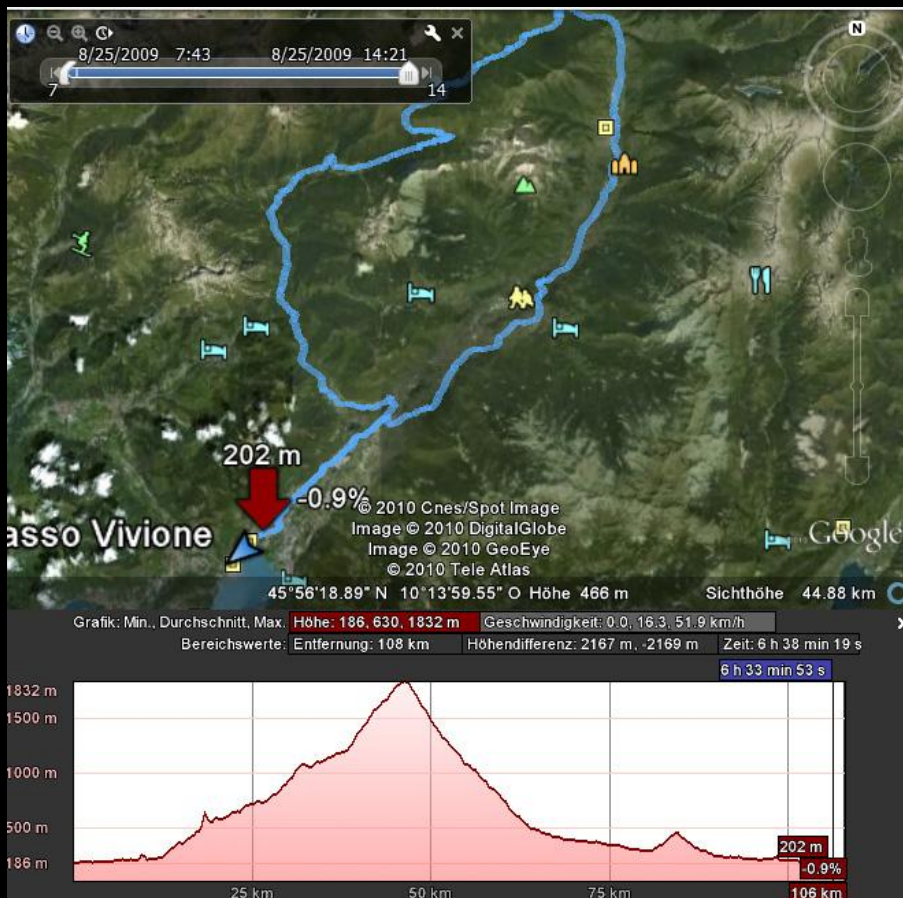 8/25/2009 7:43 8/25/2009 14:21
7 14
N
202 m
-0.9%
asso Vivione
© 2010 Cnes/Spot Image
Image © 2010 DigitalGlobe
Image © 2010 GeoEye
© 2010 Tele Atlas
Google
45°56'18.89" N 10°13'59.55" O Höhe 466 m Sichthöhe 44.88 km
Grafik: Min., Durchschnitt, Max. Höhe: 186, 630, 1832 m Geschwindigkeit: 0.0, 16.3, 51.9 km/h
Bereichswerte: Entfernung: 108 km Höhendifferenz: 2167 m, -2169 m Zeit: 6 h 38 min 19 s
6 h 33 min 53 s
1832 m
1500 m
1000 m
500 m
186 m
202 m
-0.9%
25 km 50 km 75 km 106 km